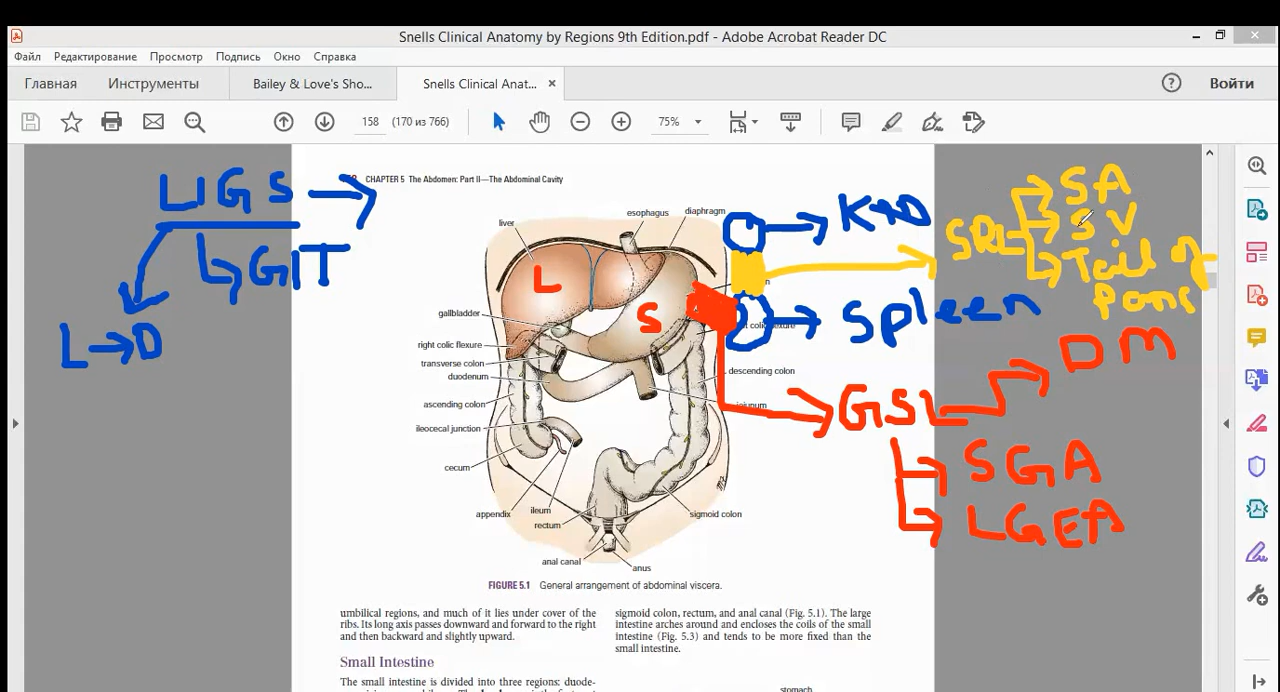 Snells Clinical Anatomy by Regions 9th Edition.pdf - Adobe Acrobat Reader DC
Файл Редактирование Просмотр Подпись Окно Справка
Главная Инструменты Bailey & Love's Sho... Snells Clinical Anat... ×
Войти
158 (170 из 766) 75%
CHAPTER 5 The Abdomen: Part II—The Abdominal Cavity
LIGS
GIT
L→D
esophagus
diaphragm
liver
L
S
gallbladder
right colic flexure
transverse colon
duodenum
ascending colon
ileocecal junction
cecum
appendix
ileum
rectum
anal canal
anus
sigmoid colon
jejunum
descending colon
colic flexure
K
Spleen
SRL
SA
SV
Tail of
Panc
GSL
DM
SGA
LGEA
FIGURE 5.1 General arrangement of abdominal viscera.
umbilical regions, and much of it lies under cover of the
ribs. Its long axis passes downward and forward to the right
and then backward and slightly upward.
Small Intestine
The small intestine is divided into three regions: duode-
sigmoid colon, rectum, and anal canal (Fig. 5.1). The large
intestine arches around and encloses the coils of the small
intestine (Fig. 5.3) and tends to be more fixed than the
small intestine.
stomach